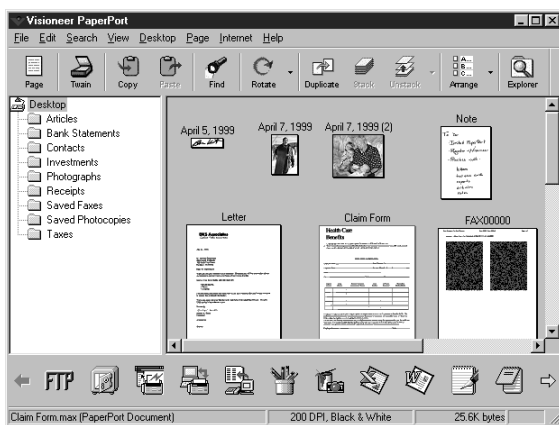 Visioneer PaperPort
File Edit Search View Desktop Page Internet Help
Page Twain Copy Paste Find Rotate Duplicate Stack Unstack Arrange Explorer
Desktop
Articles
Bank Statements
Contacts
Investments
Photographs
Receipts
Saved Faxes
Saved Photocopies
Taxes
April 5, 1999
April 7, 1999
April 7, 1999 (2)
Note
Letter
Claim Form
FAX00000
Health Care
Benefits
FTP
Claim Form.max (PaperPort Document)
200 DPI, Black & White
25.6K bytes